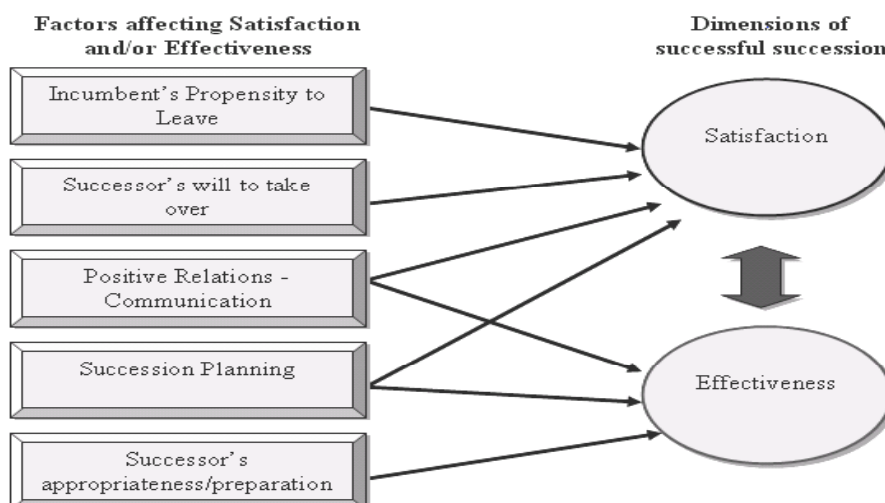 Factors affecting Satisfaction
and/or Effectiveness
Dimensions of
successful succession
Incumbent's Propensity to
Leave
Successor's will to take
over
Positive Relations -
Communication
Succession Planning
Successor's
appropriateness/preparation
Satisfaction
Effectiveness